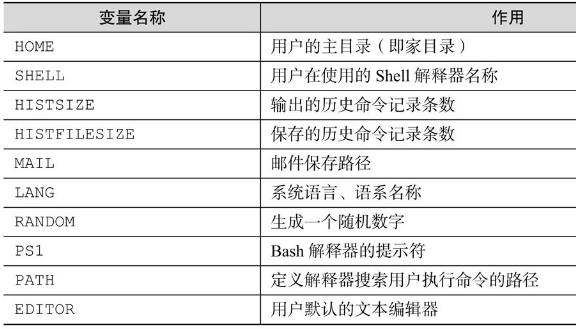 变量名称 作用
HOME 用户的主目录（即家目录）
SHELL 用户在使用的 Shell 解释器名称
HISTSIZE 输出的历史命令记录条数
HISTFILESIZE 保存的历史命令记录条数
MAIL 邮件保存路径
LANG 系统语言、语系名称
RANDOM 生成一个随机数字
PS1 Bash 解释器的提示符
PATH 定义解释器搜索用户执行命令的路径
EDITOR 用户默认的文本编辑器